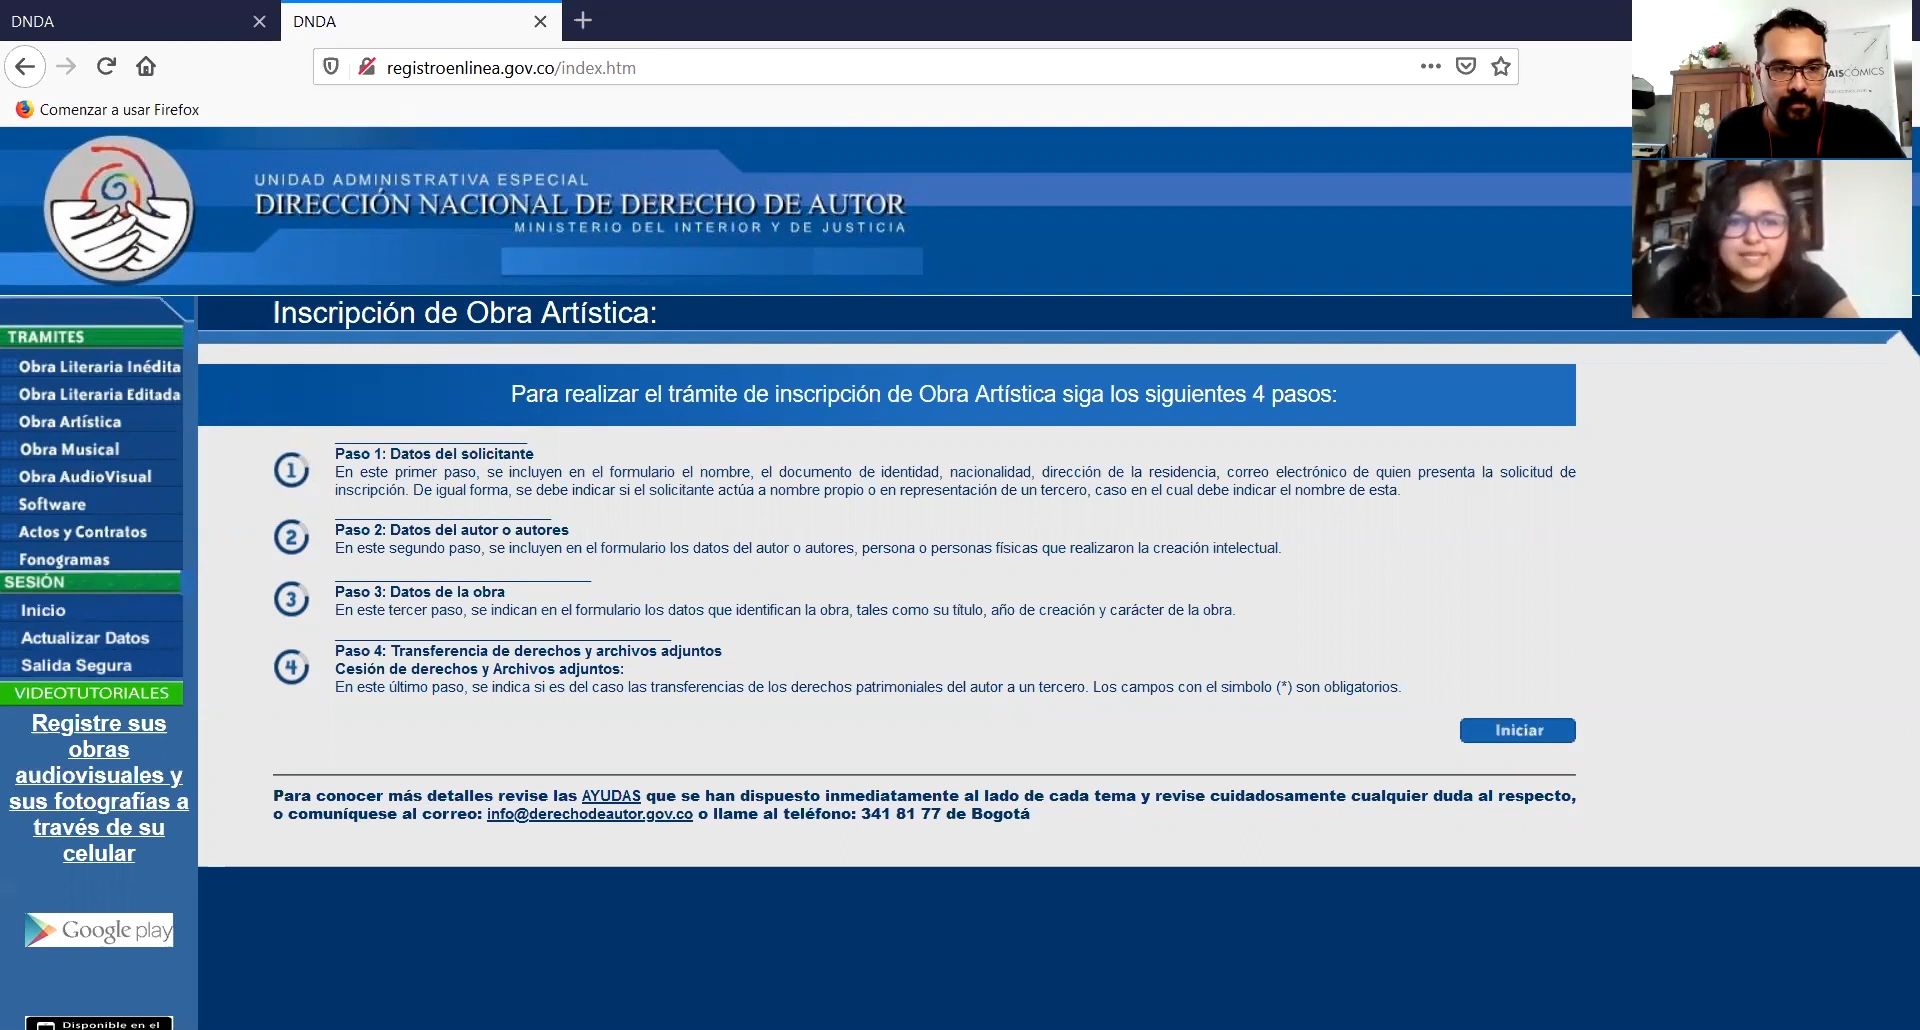 DNDA
DNDA
registroenlinea.gov.co/index.htm
Comenzar a usar Firefox
AISCÓMICS
UNIDAD ADMINISTRATIVA ESPECIAL
DIRECCIÓN NACIONAL DE DERECHO DE AUTOR
MINISTERIO DEL INTERIOR Y DE JUSTICIA
Inscripción de Obra Artística:
TRAMITES
Obra Literaria Inédita
Obra Literaria Editada
Obra Artística
Obra Musical
Obra AudioVisual
Software
Actos y Contratos
Fonogramas
SESIÓN
Inicio
Actualizar Datos
Salida Segura
VIDEOTUTORIALES
Registre sus
obras
audiovisuales y
sus fotografías a
través de su
celular
Google play
Disponible en el
Para realizar el trámite de inscripción de Obra Artística siga los siguientes 4 pasos:
1
Paso 1: Datos del solicitante
En este primer paso, se incluyen en el formulario el nombre, el documento de identidad, nacionalidad, dirección de la residencia, correo electrónico de quien presenta la solicitud de
inscripción. De igual forma, se debe indicar si el solicitante actúa a nombre propio o en representación de un tercero, caso en el cual debe indicar el nombre de esta.
2
Paso 2: Datos del autor o autores
En este segundo paso, se incluyen en el formulario los datos del autor o autores, persona o personas físicas que realizaron la creación intelectual.
3
Paso 3: Datos de la obra
En este tercer paso, se indican en el formulario los datos que identifican la obra, tales como su título, año de creación y carácter de la obra.
4
Paso 4: Transferencia de derechos y archivos adjuntos
Cesión de derechos y Archivos adjuntos:
En este último paso, se indica si es del caso las transferencias de los derechos patrimoniales del autor a un tercero. Los campos con el simbolo (*) son obligatorios.
Iniciar
Para conocer más detalles revise las AYUDAS que se han dispuesto inmediatamente al lado de cada tema y revise cuidadosamente cualquier duda al respecto,
o comuníquese al correo: info@derechodeautor.gov.co o llame al teléfono: 341 81 77 de Bogotá